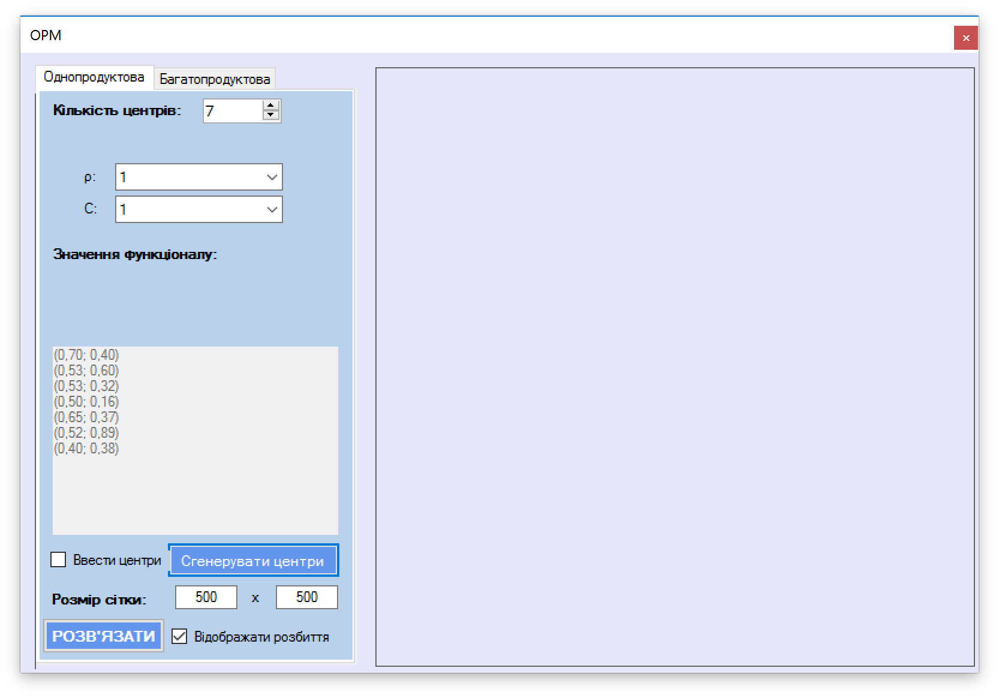 OPM
Однопродуктова
Багатопродуктова
Кількість центрів:
7
ρ:
1
C:
1
Значення функціоналу:
(0,70; 0,40)
(0,53; 0,60)
(0,53; 0,32)
(0,50; 0,16)
(0,65; 0,37)
(0,52; 0,89)
(0,40; 0,38)
Ввести центри
Сгенерувати центри
Розмір сітки:
500 x 500
РОЗВ'ЯЗАТИ
Відображати розбиття